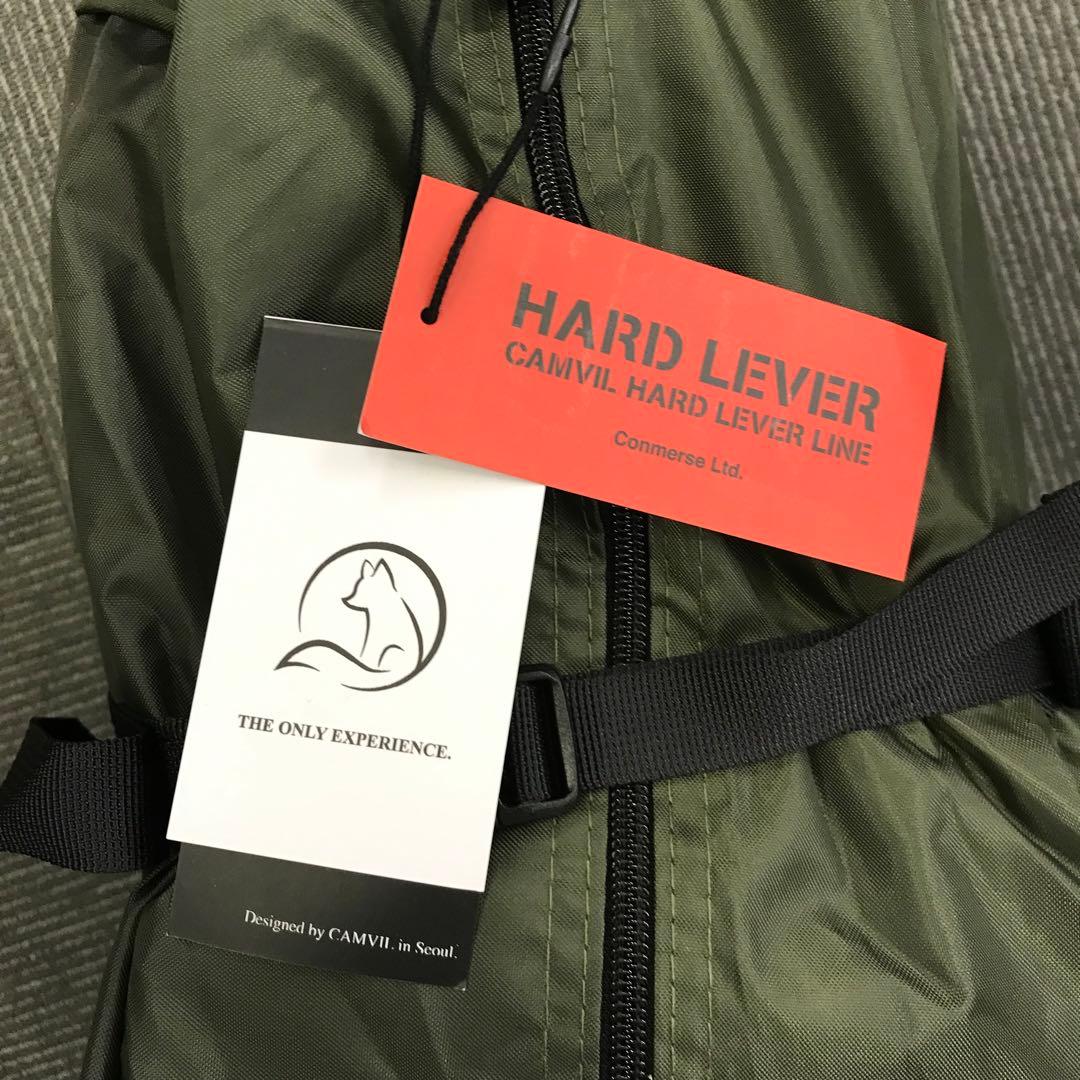 HARD LEVER
CAMVIL HARD LEVER LINE
Conmerse Ltd.
THE ONLY EXPERIENCE.
Designed by CAMVIL in Seoul.